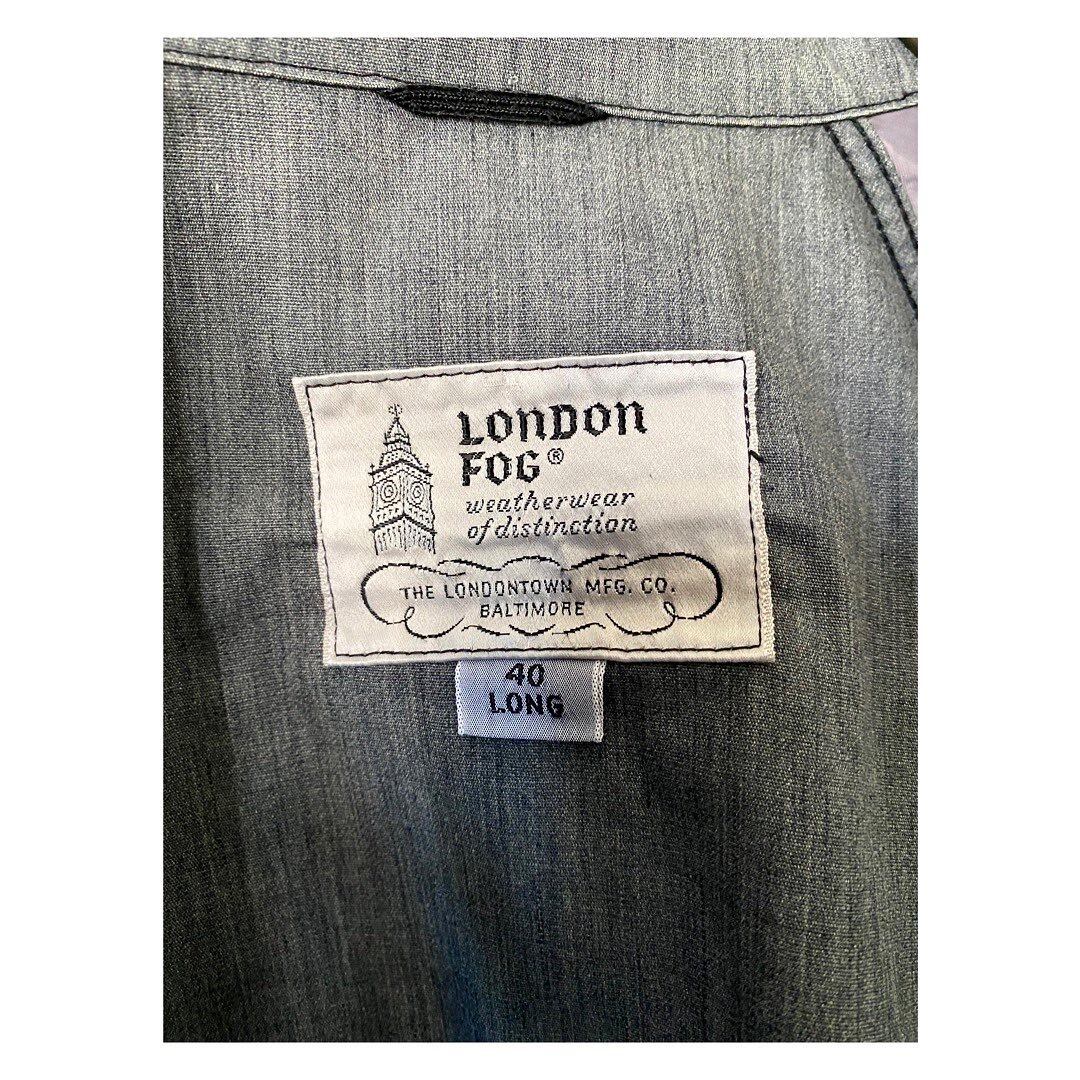 LONDON
FOG®
weatherwear
of distinction
THE LONDONTOWN MFG. CO.
BALTIMORE
40
LONG